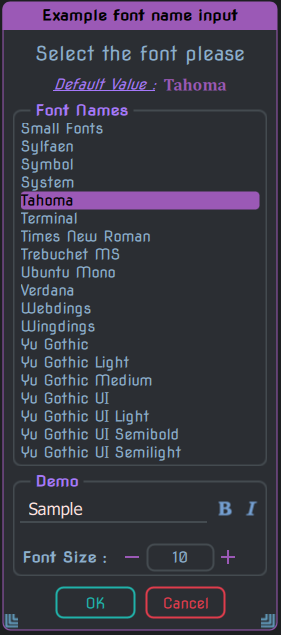 Example font name input
Select the font please
Default Value : Tahoma
Font Names
Small Fonts
Sylfaen
Symbol
System
Tahoma
Terminal
Times New Roman
Trebuchet MS
Ubuntu Mono
Verdana
Webdings
Wingdings
Yu Gothic
Yu Gothic Light
Yu Gothic Medium
Yu Gothic UI
Yu Gothic UI Light
Yu Gothic UI Semibold
Yu Gothic UI Semilight
Demo
Sample B I
Font Size : — 10 +
OK Cancel